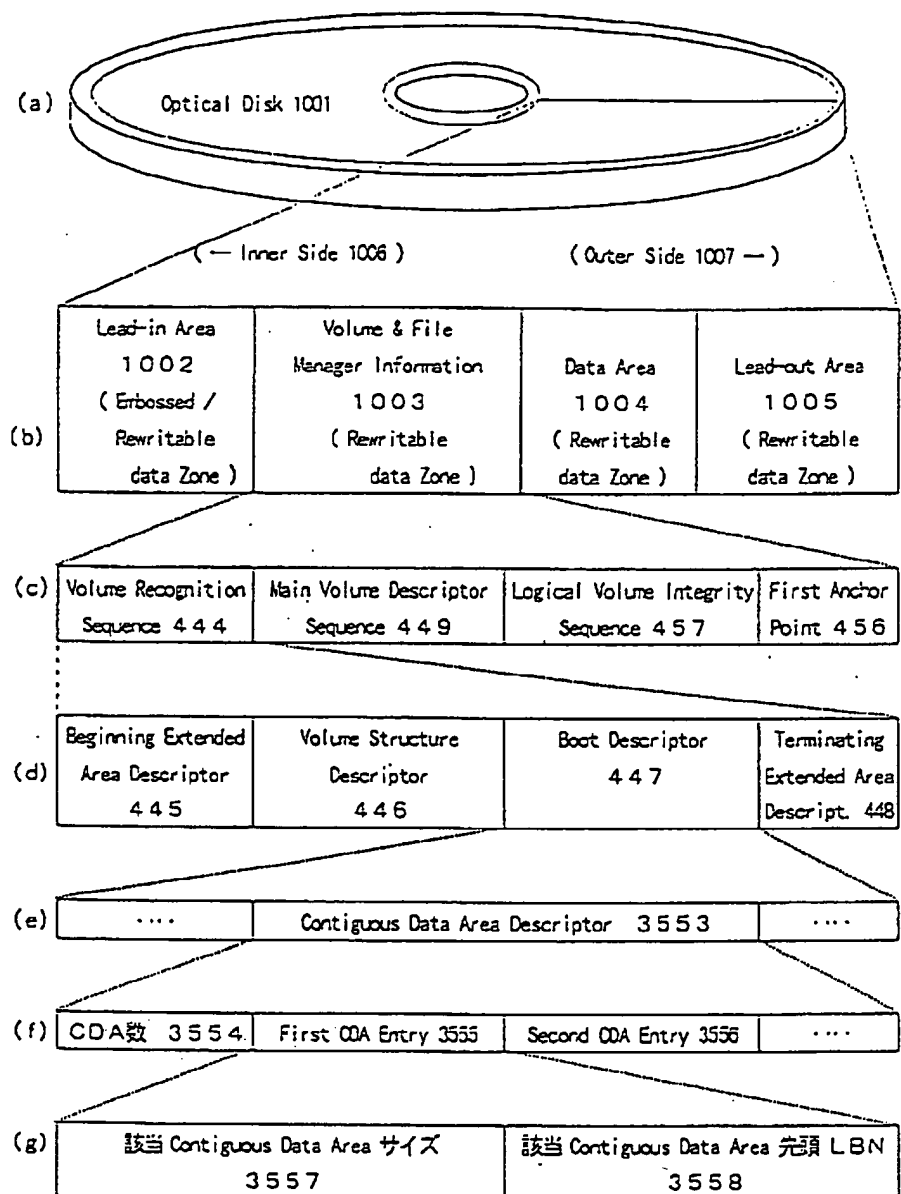 (a)
Optical Disk 1001
(← Inner Side 1006 )
(Outer Side 1007 →)
(b)
Lead-in Area
1002
( Embossed /
Rewritable
data Zone )
Volume & File
Manager Information
1003
( Rewritable
data Zone )
Data Area
1004
( Rewritable
data Zone )
Lead-out Area
1005
( Rewritable
data Zone )
(c)
Volume Recognition
Sequence 444
Main Volume Descriptor
Sequence 449
Logical Volume Integrity
Sequence 457
First Anchor
Point 456
(d)
Beginning Extended
Area Descriptor
445
Volume Structure
Descriptor
446
Boot Descriptor
447
Terminating
Extended Area
Descript. 448
(e)
....
Contiguous Data Area Descriptor 3553
....
(f)
CDA数 3554
First CDA Entry 3555
Second CDA Entry 3556
....
(g)
該当 Contiguous Data Area サイズ
3557
該当 Contiguous Data Area 先頭 LBN
3558